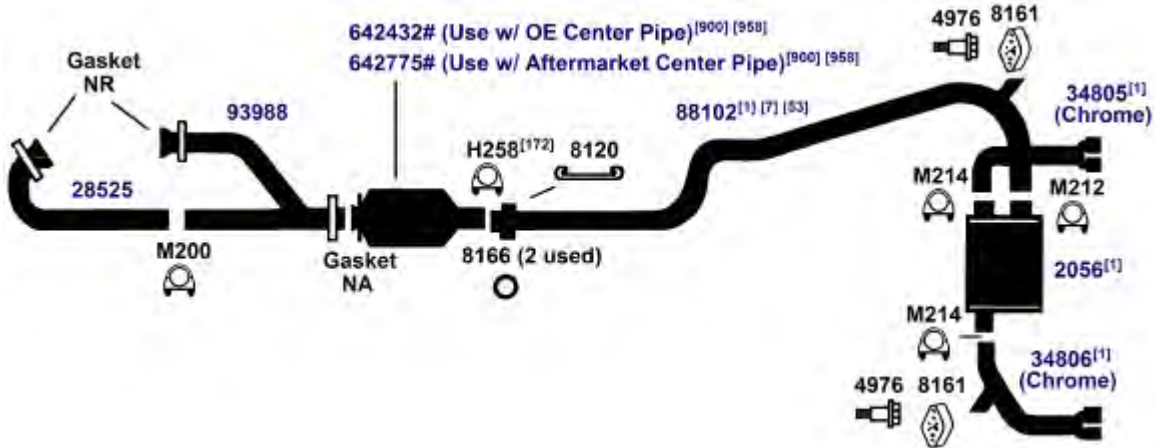 642432# (Use w/ OE Center Pipe)[900] [958]
642775# (Use w/ Aftermarket Center Pipe)[900] [958]
Gasket
NR
93988
28525
M200
Gasket
NA
H258[172]
8120
8166 (2 used)
88102[1] [7] [53]
4976
8161
34805[1]
(Chrome)
M214
M212
2056[1]
M214
34806[1]
(Chrome)
4976
8161